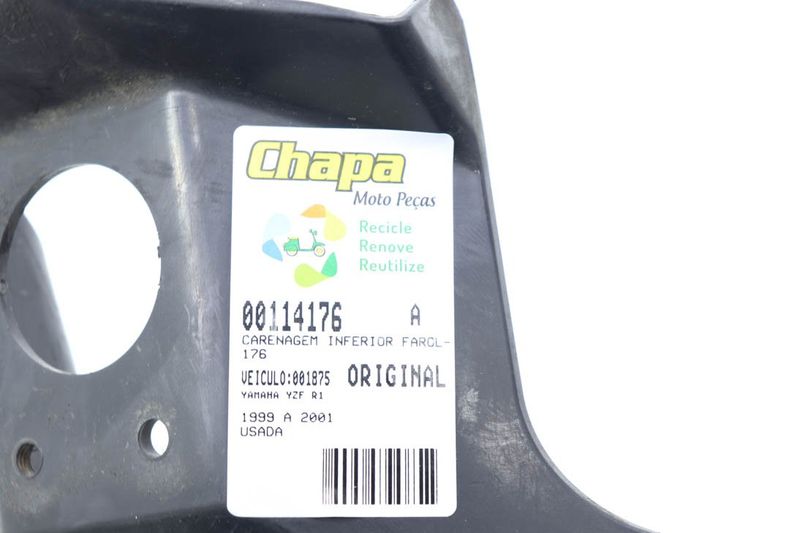 Chapa
Moto Peças
Recicle
Renove
Reutilize
00114176 A
CARENAGEM INFERIOR FAROL-
176
VEICULO:001875 ORIGINAL
YAMAHA YZF R1
1999 A 2001
USADA